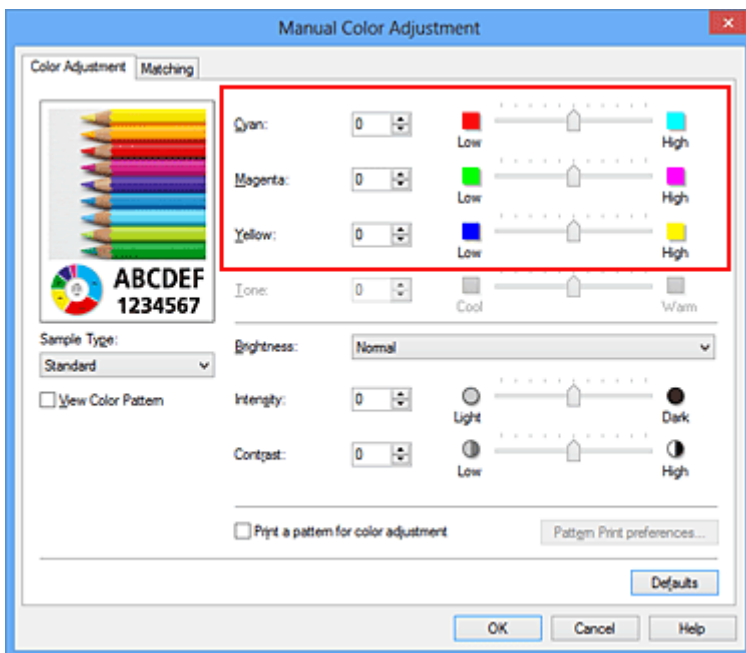 Manual Color Adjustment
Color Adjustment Matching
Cyan: 0 Low High
Magenta: 0 Low High
Yellow: 0 Low High
ABCDEF
1234567
Tone: 0 Cool Warm
Sample Type:
Standard
View Color Pattern
Brightness: Normal
Intensity: 0 Light Dark
Contrast: 0 Low High
Print a pattern for color adjustment Pattern Print preferences...
Defaults
OK Cancel Help